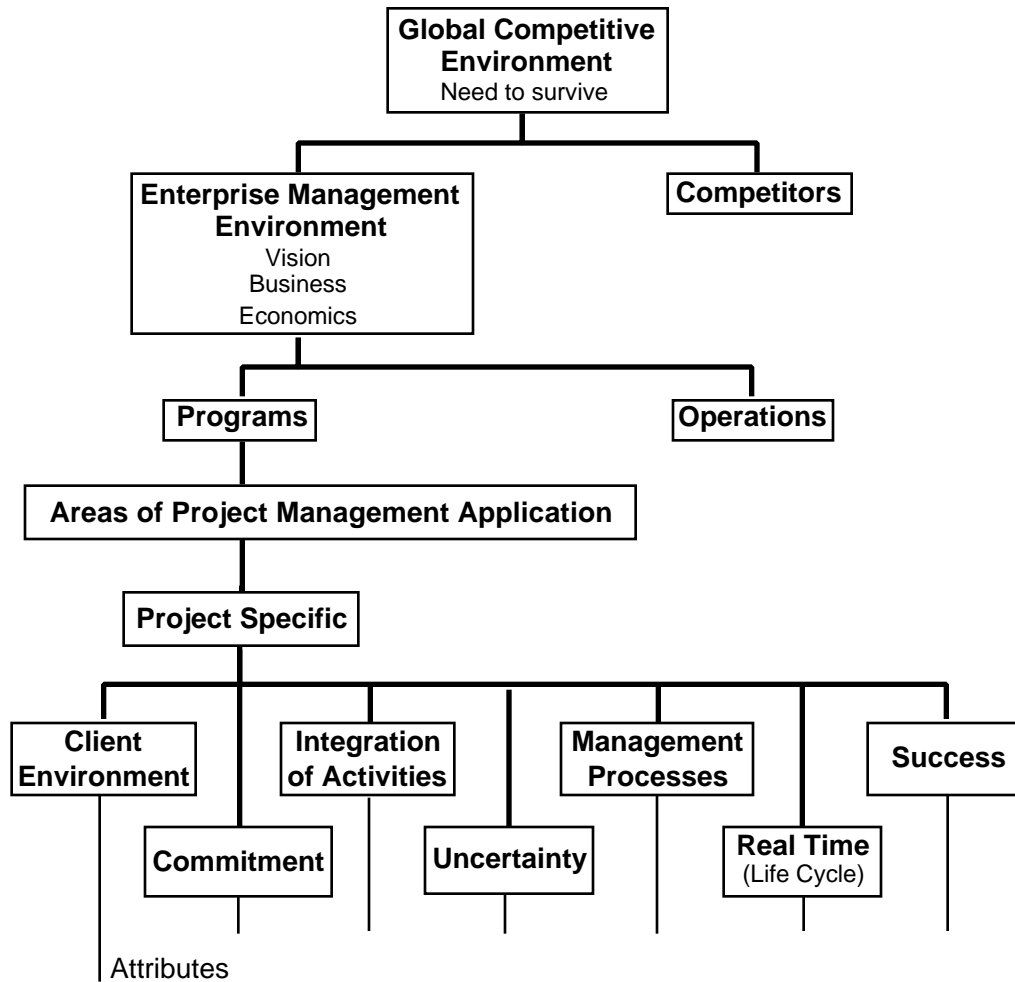 Global Competitive
Environment
Need to survive
Enterprise Management
Environment
Vision
Business
Economics
Competitors
Programs
Operations
Areas of Project Management Application
Project Specific
Client
Environment
Integration
of Activities
Management
Processes
Success
Commitment
Uncertainty
Real Time
(Life Cycle)
Attributes